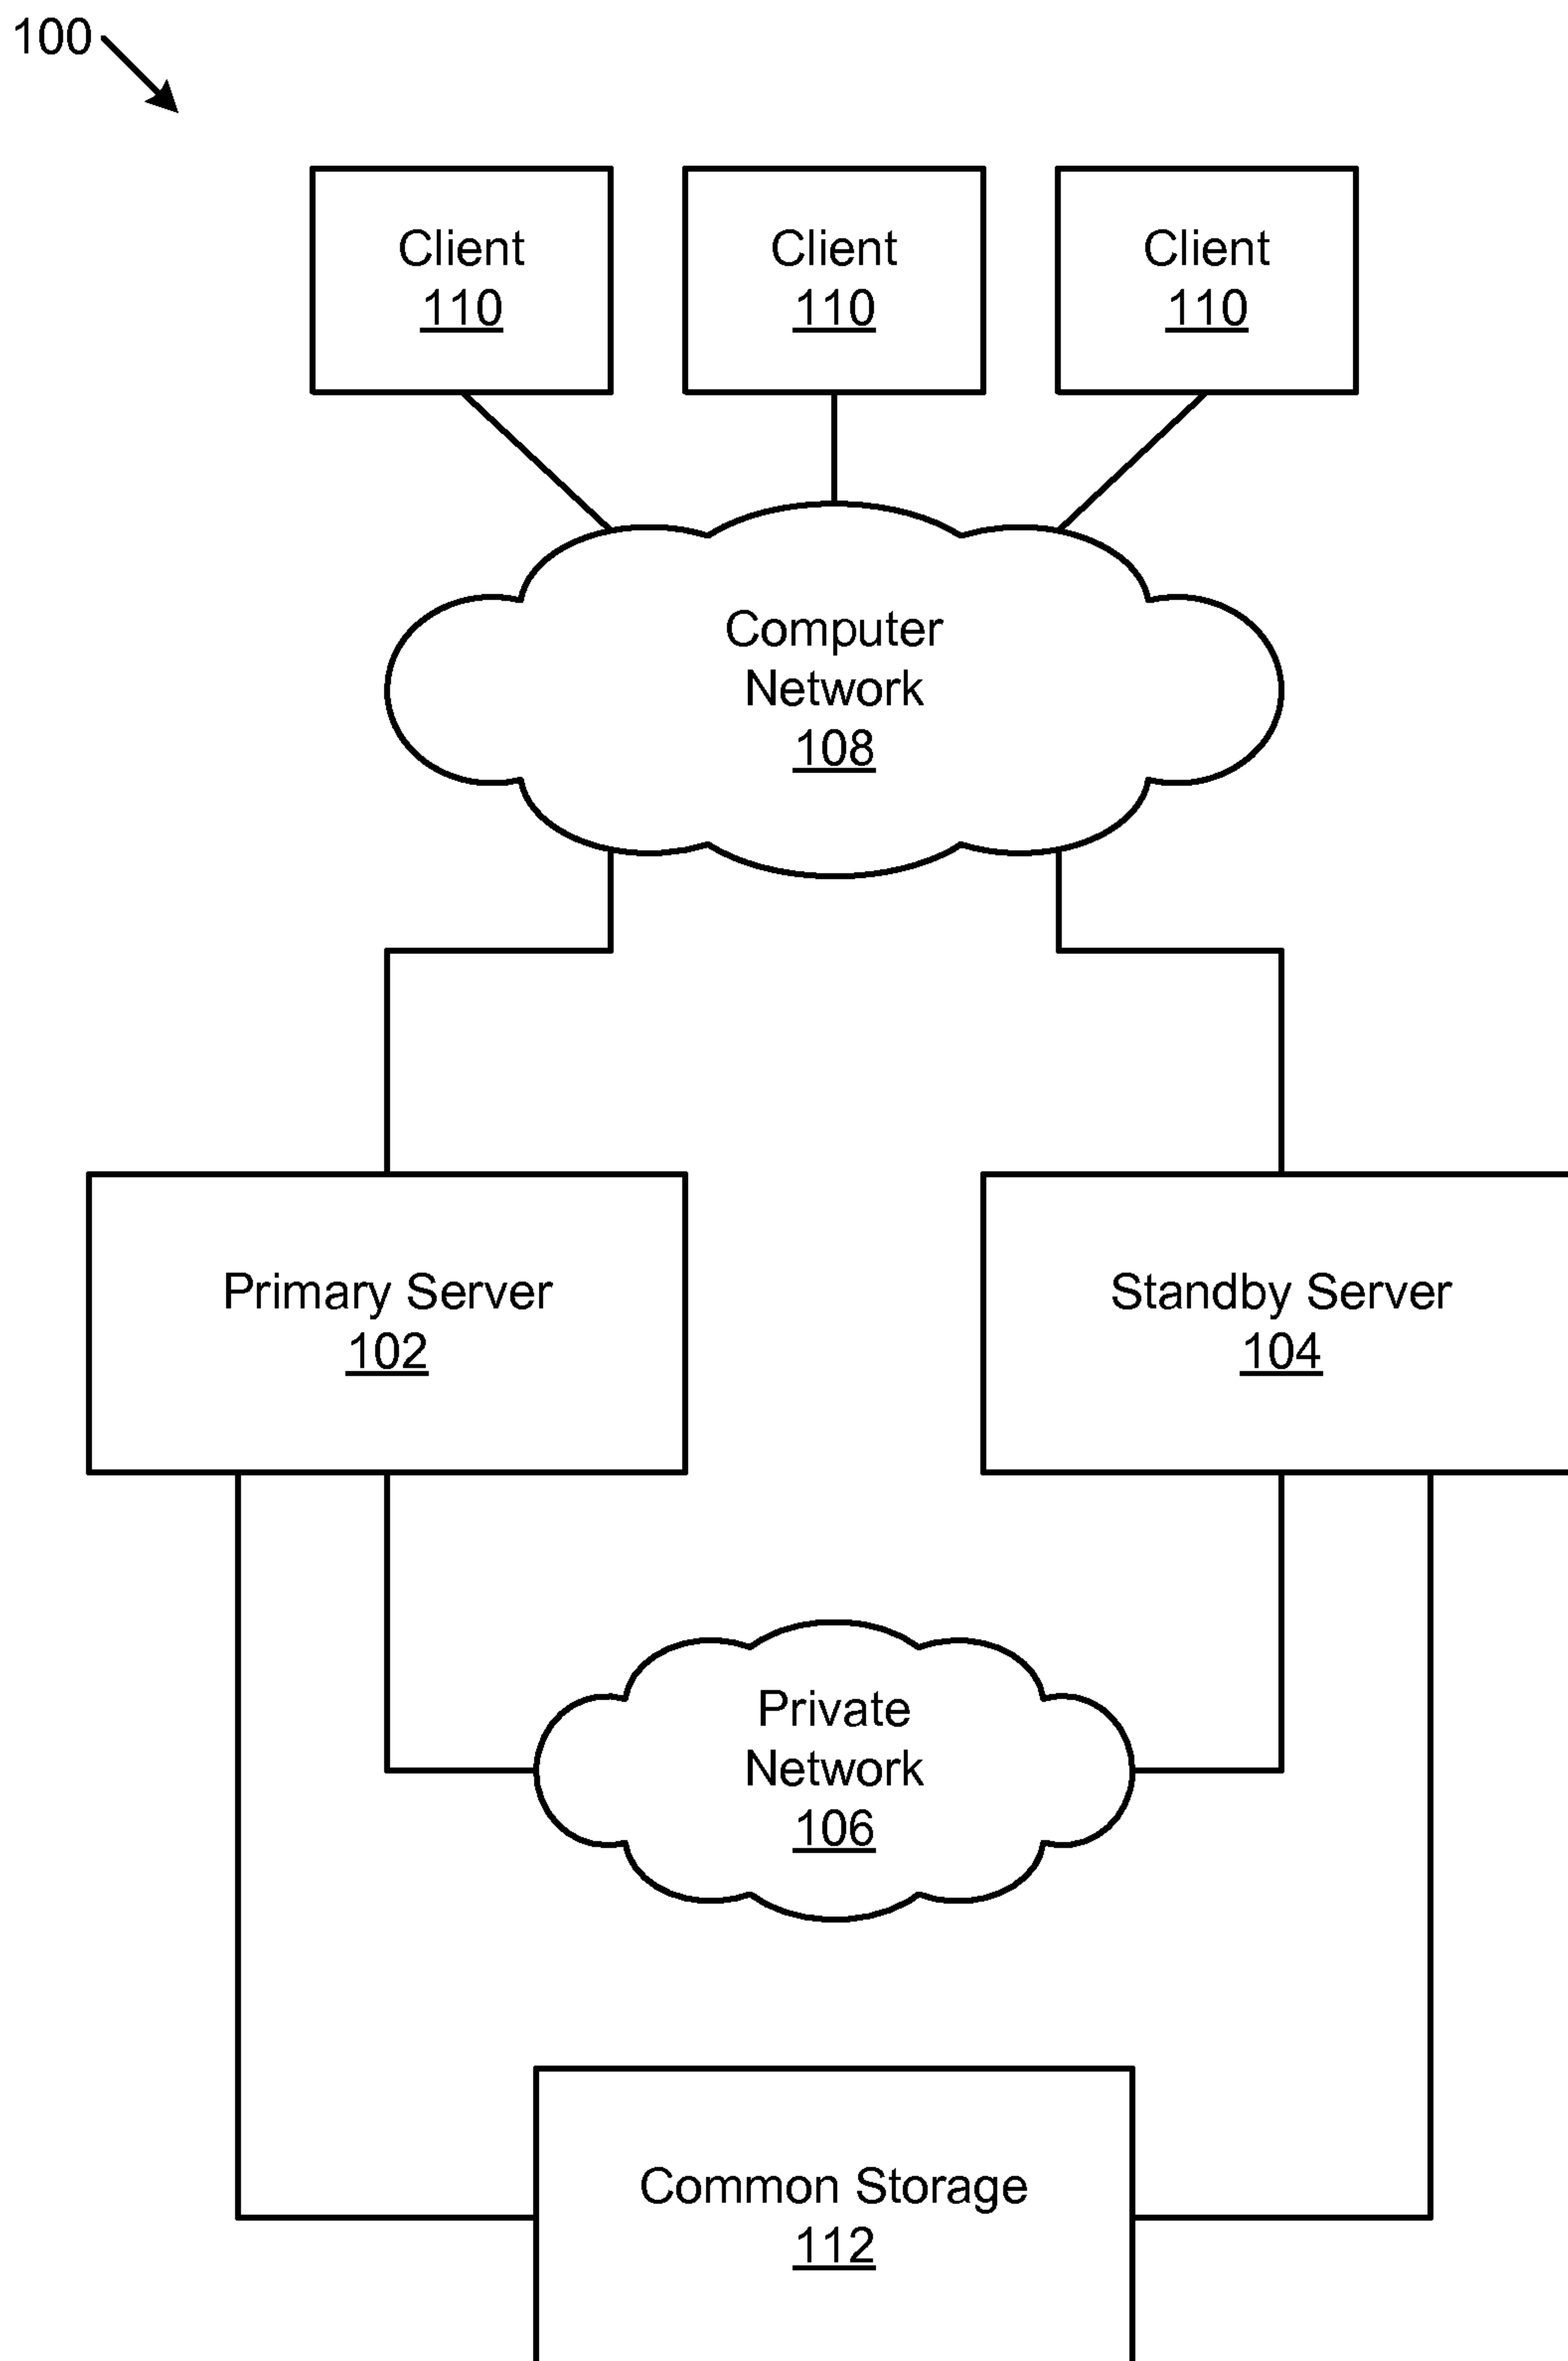 100
Client
110
Client
110
Client
110
Computer
Network
108
Primary Server
102
Standby Server
104
Private
Network
106
Common Storage
112